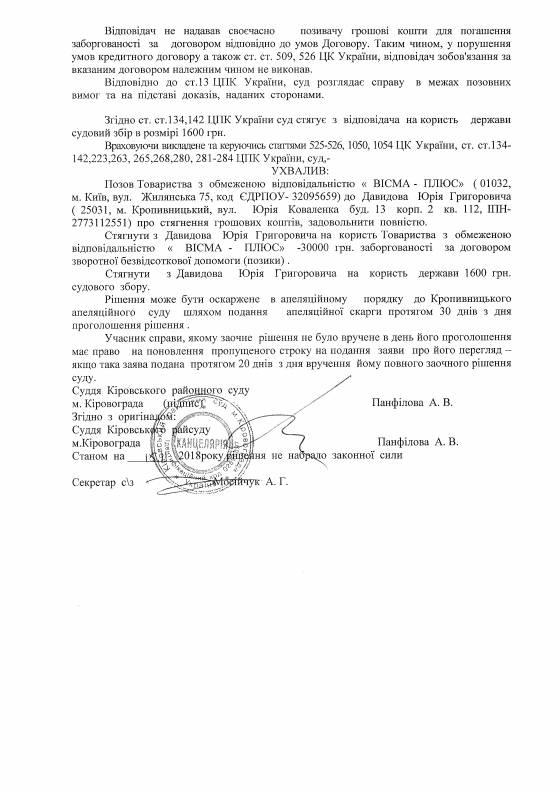 Відповідач не надавав своєчасно позивачу грошові кошти для погашення
заборгованості за договором відповідно до умов Договору. Таким чином, у порушення
умов кредитного договору а також ст. ст. 509, 526 ЦК України, відповідач зобов'язання за
вказаним договором належним чином не виконав.
Відповідно до ст.13 ЦПК України, суд розглядає справу в межах позовних
вимог та на підставі доказів, наданих сторонами.
Згідно ст. ст.134,142 ЦПК України суд стягує з відповідача на користь держави
судовий збір в розмірі 1600 грн.
Враховуючи викладене та керуючись статтями 525-526, 1050, 1054 ЦК України, ст. ст.134-
142,223,263, 265,268,280, 281-284 ЦПК України, суд,-
УХВАЛИВ:
Позов Товариства з обмеженою відповідальністю « ВІСМА - ПЛЮС» ( 01032,
м. Київ, вул. Жилянська 75, код ЄДРПОУ- 32095659) до Давидова Юрія Григоровича
( 25031, м. Кропивницький, вул. Юрія Коваленка буд. 13 корп. 2 кв. 112, ІПН-
2773112551) про стягнення грошових коштів, задовольнити повністю.
Стягнути з Давидова Юрія Григоровича на користь Товариства з обмеженою
відповідальністю « ВІСМА - ПЛЮС» -30000 грн. заборгованості за договором
зворотної безвідсоткової допомоги (позики) .
Стягнути з Давидова Юрія Григоровича на користь держави 1600 грн.
судового збору.
Рішення може бути оскаржене в апеляційному порядку до Кропивницького
апеляційного суду шляхом подання апеляційної скарги протягом 30 днів з дня
проголошення рішення .
Учасник справи, якому заочне рішення не було вручене в день його проголошення
має право на поновлення пропущеного строку на подання заяви про його перегляд –
якщо така заява подана протягом 20 днів з дня вручення йому повного заочного рішення
суду.
Суддя Кіровського районного суду
м. Кіровограда (підпис) Панфілова А. В.
Згідно з оригіналом:
Суддя Кіровського райсуду
м.Кіровограда КАНЦЕЛЯРІЯ Панфілова А. В.
Станом на 2018року рішення не набрало законної сили
Секретар с\з Мосійчук А. Г.